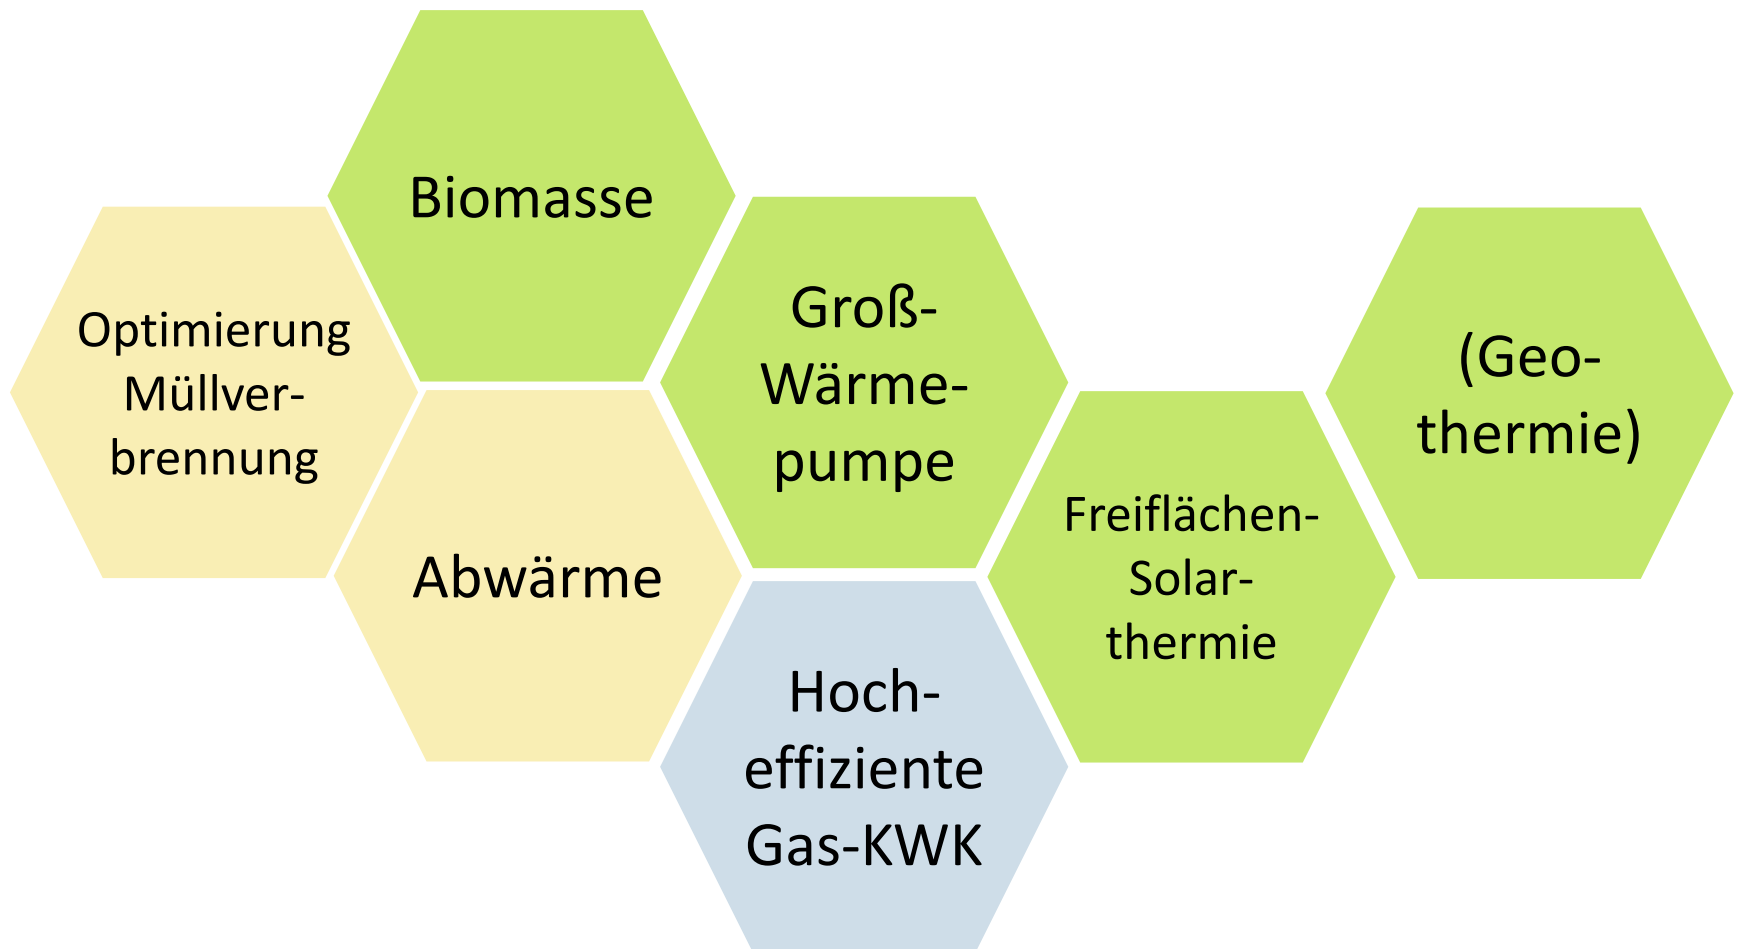 Biomasse
Optimierung
Müllver-
brennung
Abwärme
Groß-
Wärme-
pumpe
Hoch-
effiziente
Gas-KWK
Freiflächen-
Solar-
thermie
(Geo-
thermie)